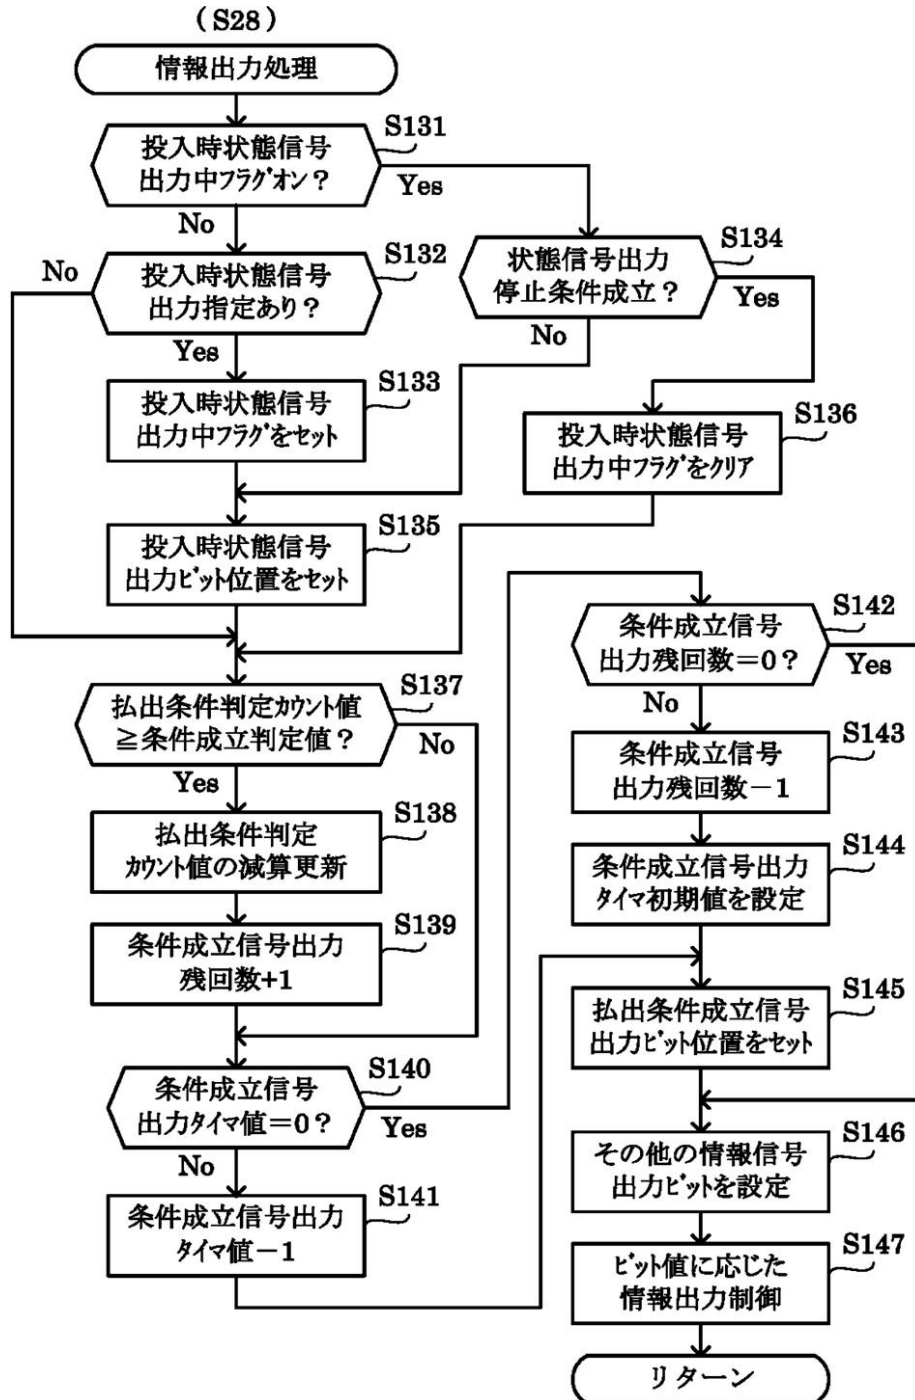 (S28)
情報出力処理
S131
投入時状態信号
出力中フラグオン?
Yes
No
S132
No
投入時状態信号
出力指定あり?
Yes
S133
投入時状態信号
出力中フラグをセット
S134
状態信号出力
停止条件成立?
Yes
No
S136
投入時状態信号
出力中フラグをクリア
S135
投入時状態信号
出力ビット位置をセット
S137
払出条件判定カウント値
≧条件成立判定値?
No
Yes
S138
払出条件判定
カウント値の減算更新
S139
条件成立信号出力
残回数+1
S140
条件成立信号
出力タイマ値=0?
Yes
No
S141
条件成立信号出力
タイマ値-1
S142
条件成立信号
出力残回数=0?
Yes
No
S143
条件成立信号
出力残回数-1
S144
条件成立信号出力
タイマ初期値を設定
S145
払出条件成立信号
出力ビット位置をセット
S146
その他の情報信号
出力ビットを設定
S147
ビット値に応じた
情報出力制御
リターン